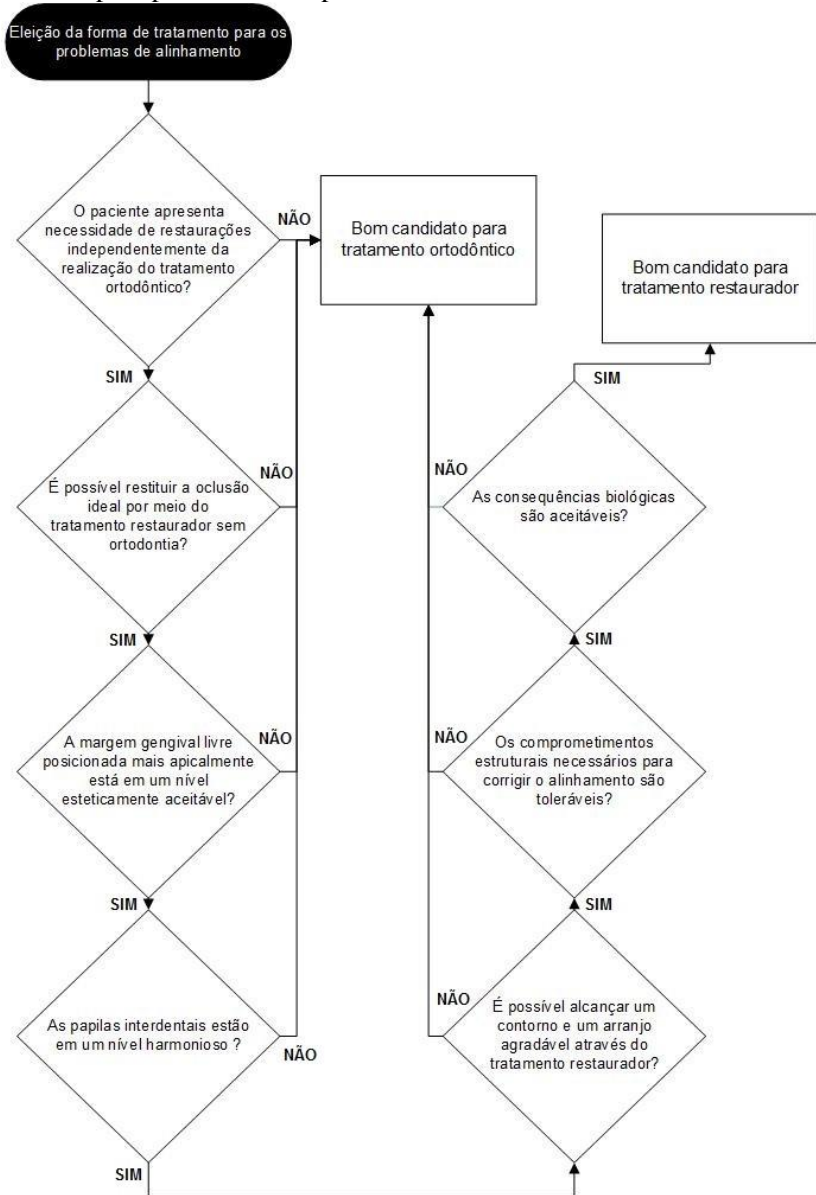 Eleição da forma de tratamento para os
problemas de alinhamento
O paciente apresenta
necessidade de restaurações
independentemente da
realização do tratamento
ortodôntico?
NÃO
SIM
Bom candidato para
tratamento ortodôntico
Bom candidato para
tratamento restaurador
É possível restituir a oclusão
ideal por meio do
tratamento restaurador sem
ortodontia?
NÃO
SIM
A margem gengival livre
posicionada mais apicalmente
está em um nível
esteticamente aceitável?
NÃO
SIM
As papilas interdentais estão
em um nível harmonioso ?
NÃO
SIM
É possível alcançar um
contorno e um arranjo
agradável através do
tratamento restaurador?
NÃO
SIM
Os comprometimentos
estruturais necessários para
corrigir o alinhamento são
toleráveis?
NÃO
SIM
As consequências biológicas
são aceitáveis?
NÃO
SIM